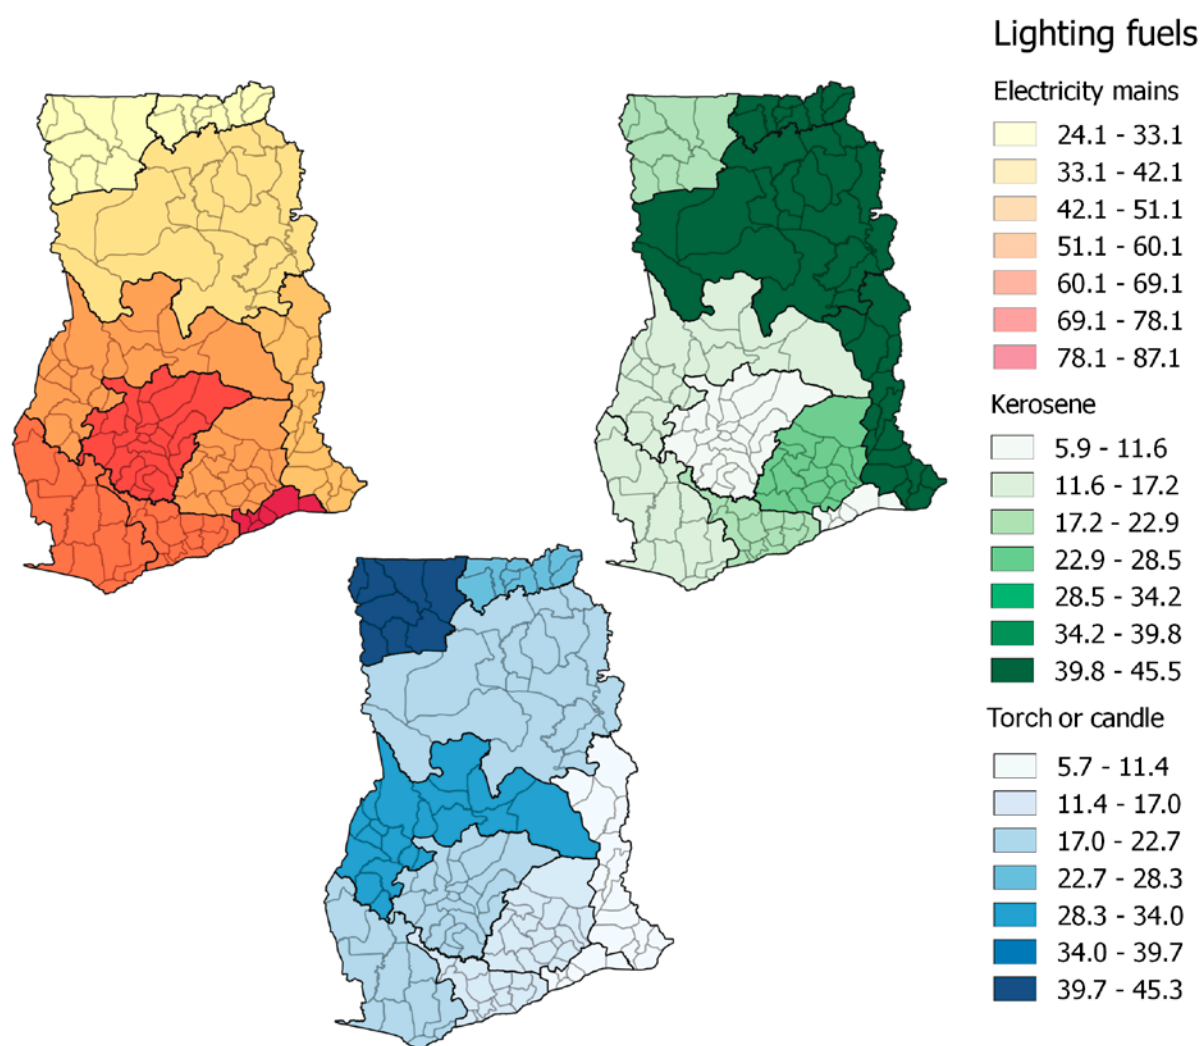 Lighting fuels
Electricity mains
24.1 - 33.1
33.1 - 42.1
42.1 - 51.1
51.1 - 60.1
60.1 - 69.1
69.1 - 78.1
78.1 - 87.1
Kerosene
5.9 - 11.6
11.6 - 17.2
17.2 - 22.9
22.9 - 28.5
28.5 - 34.2
34.2 - 39.8
39.8 - 45.5
Torch or candle
5.7 - 11.4
11.4 - 17.0
17.0 - 22.7
22.7 - 28.3
28.3 - 34.0
34.0 - 39.7
39.7 - 45.3